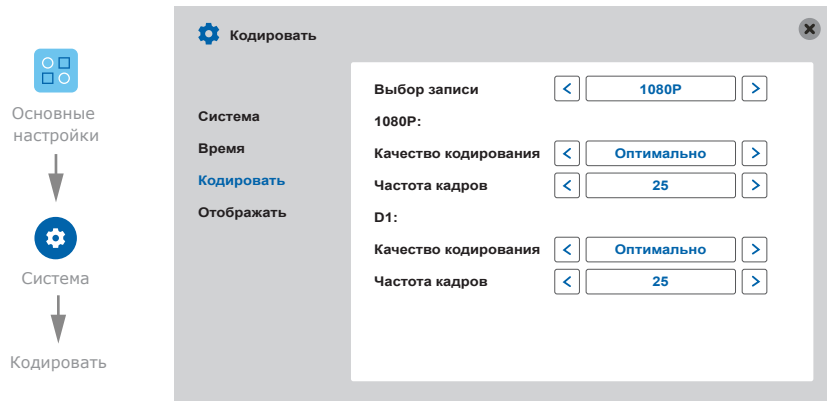 Основные
настройки
Система
Кодировать
Кодировать
Система
Время
Кодировать
Отображать
Выбор записи < 1080P >
1080P:
Качество кодирования < Оптимально >
Частота кадров < 25 >
D1:
Качество кодирования < Оптимально >
Частота кадров < 25 >